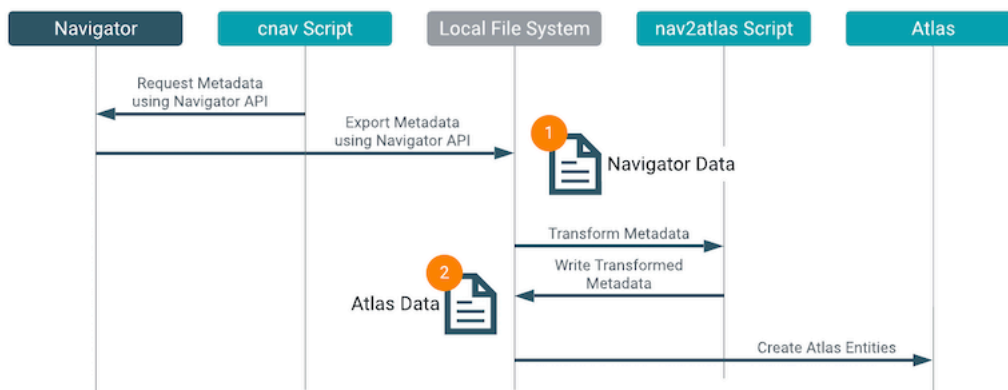 Navigator
cnav Script
Local File System
nav2atlas Script
Atlas
Request Metadata
using Navigator API
Export Metadata
using Navigator API
1
Navigator Data
Transform Metadata
Write Transformed
Metadata
2
Atlas Data
Create Atlas Entities